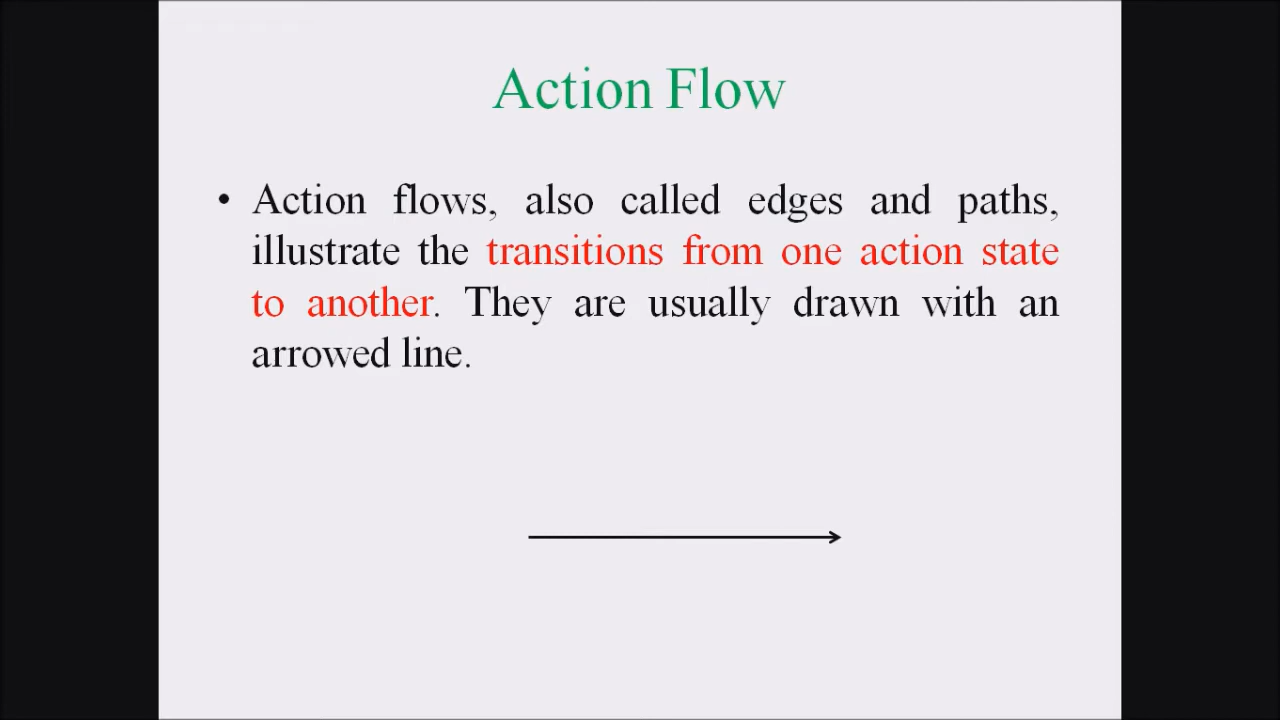 Action Flow
• Action flows, also called edges and paths,
illustrate the transitions from one action state
to another. They are usually drawn with an
arrowed line.